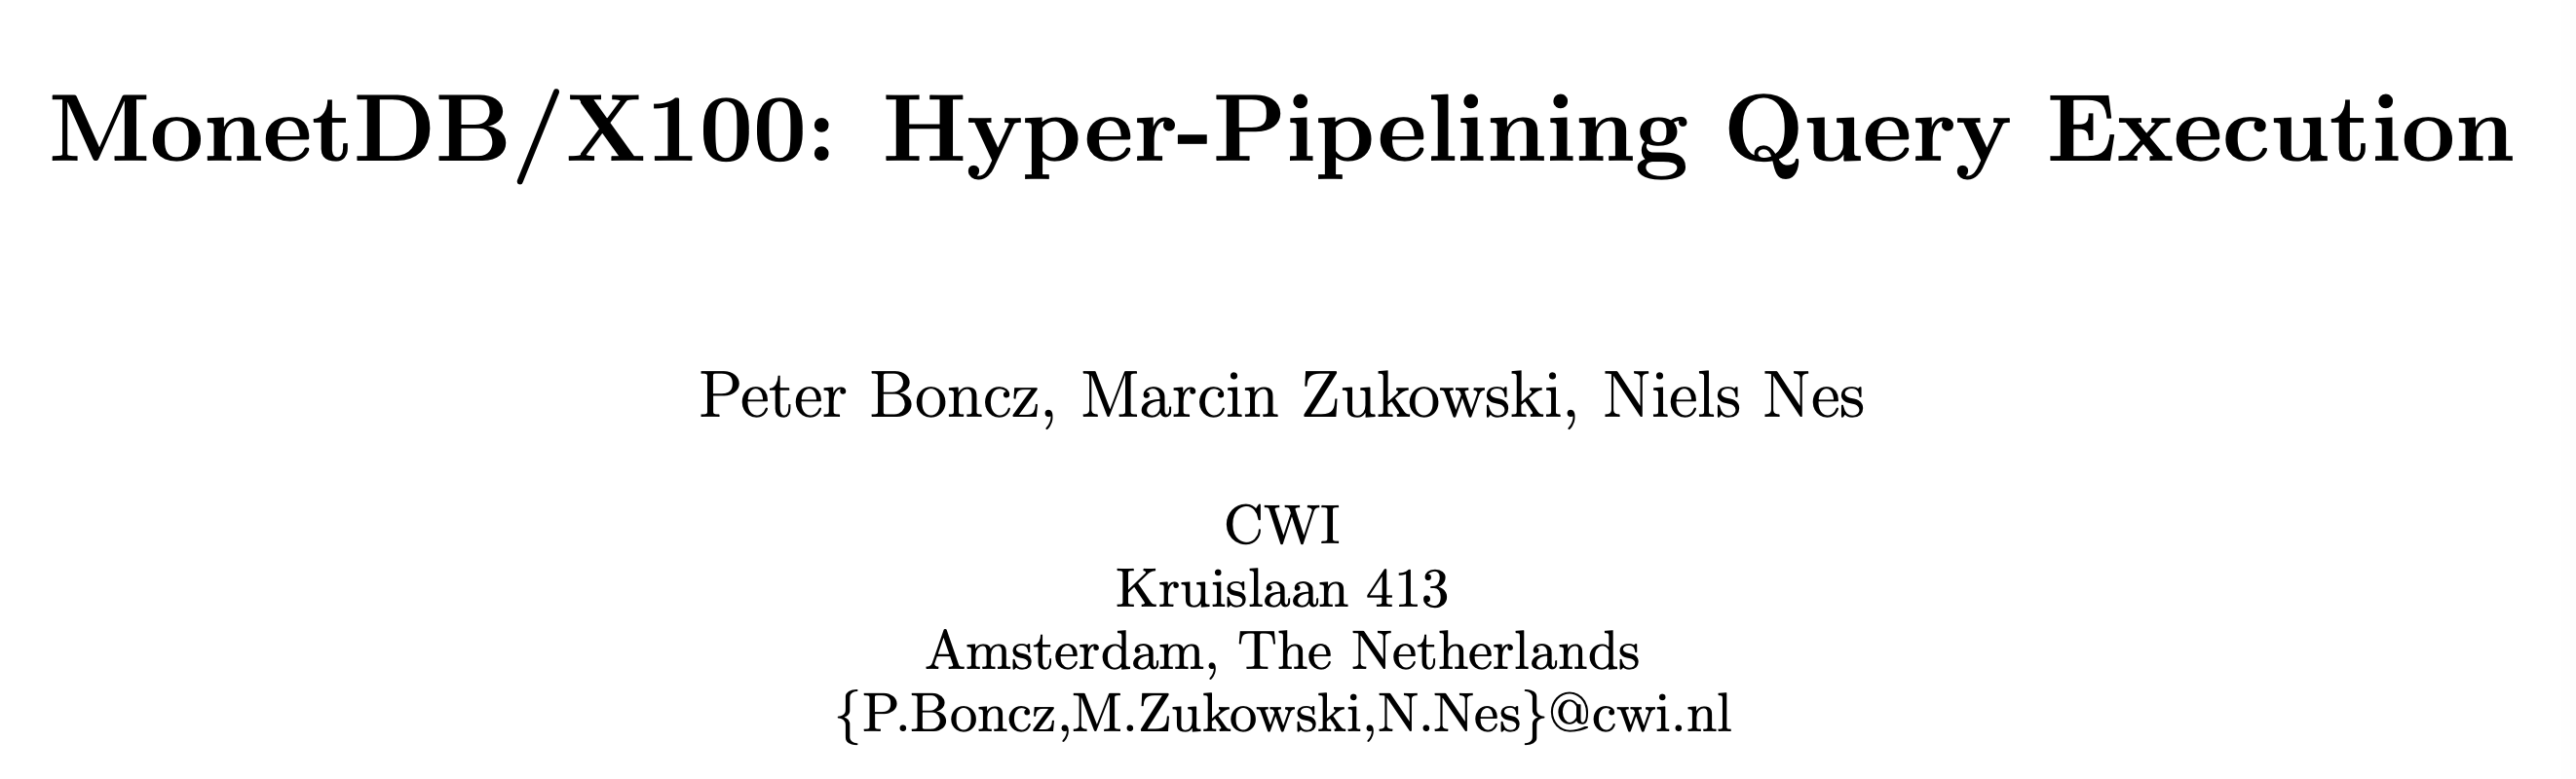 MonetDB/X100: Hyper-Pipelining Query Execution
Peter Boncz, Marcin Zukowski, Niels Nes
CWI
Kruislaan 413
Amsterdam, The Netherlands
{P.Boncz,M.Zukowski,N.Nes}@cwi.nl